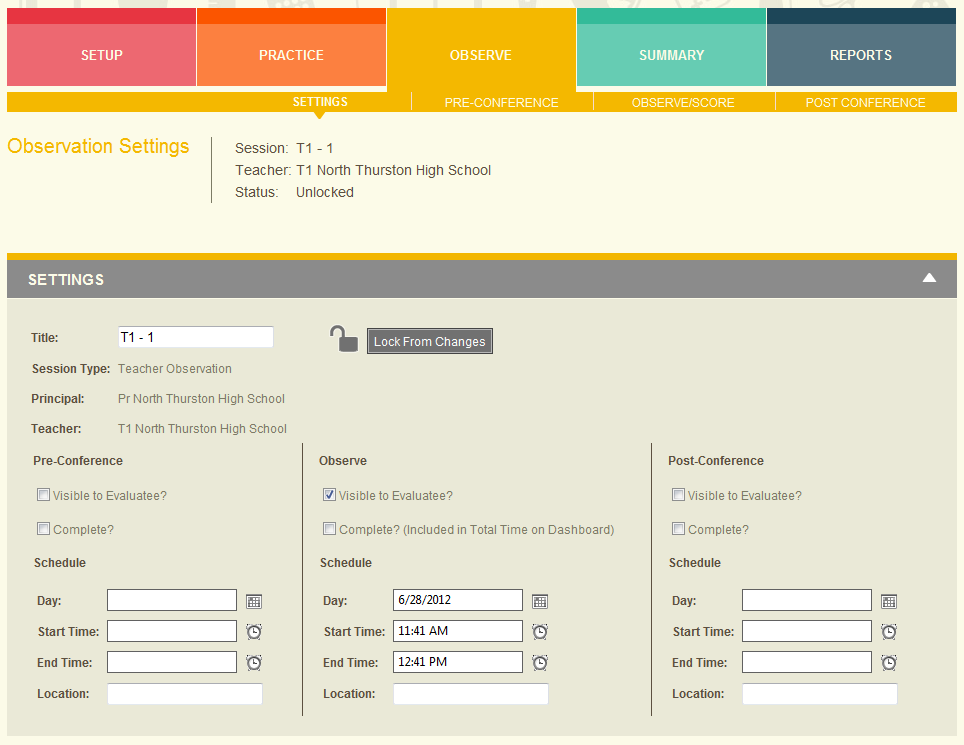 SETUP PRACTICE OBSERVE SUMMARY REPORTS
SETTINGS PRE-CONFERENCE OBSERVE/SCORE POST CONFERENCE
Observation Settings
Session: T1 - 1
Teacher: T1 North Thurston High School
Status: Unlocked
SETTINGS
Title: T1 - 1 Lock From Changes
Session Type: Teacher Observation
Principal: Pr North Thurston High School
Teacher: T1 North Thurston High School
Pre-Conference Observe Post-Conference
Visible to Evaluatee? Visible to Evaluatee? Visible to Evaluatee?
Complete? Complete? (Included in Total Time on Dashboard) Complete?
Schedule Schedule Schedule
Day: Day: 6/28/2012 Day:
Start Time: Start Time: 11:41 AM Start Time:
End Time: End Time: 12:41 PM End Time:
Location: Location: Location: